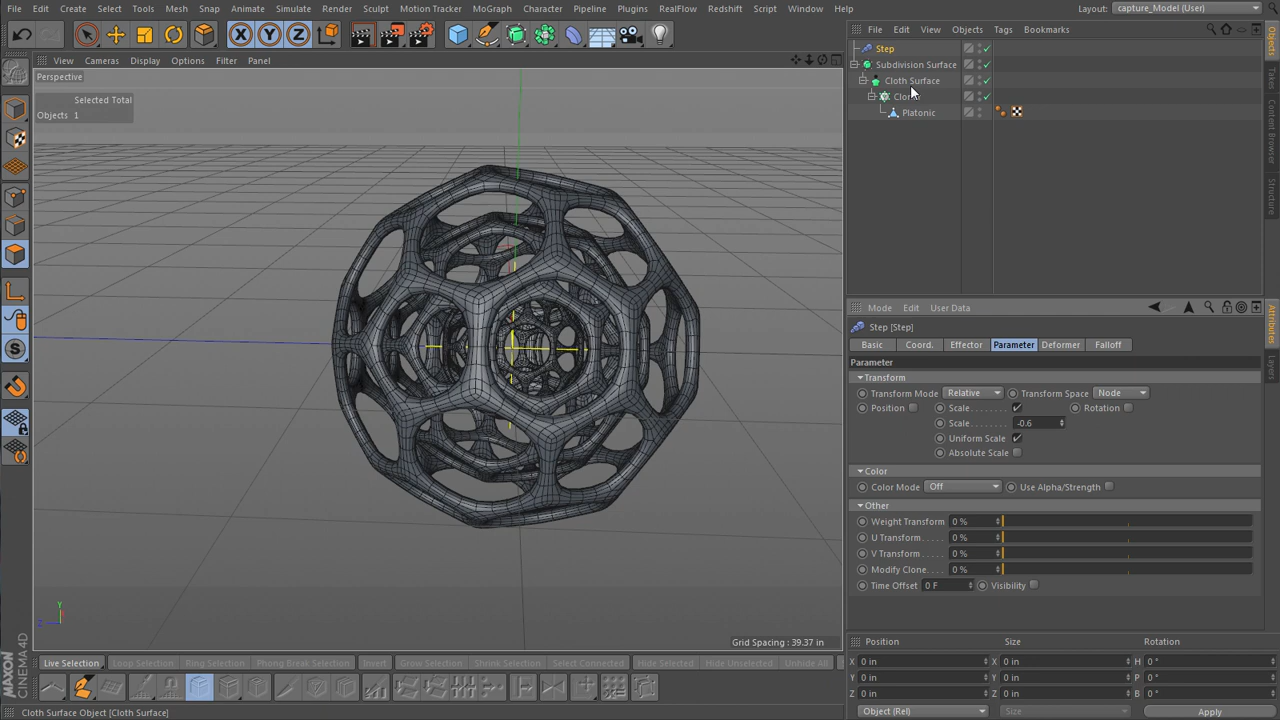 File Edit Create Select Tools Mesh Snap Animate Simulate Render Sculpt Motion Tracker MoGraph Character Pipeline Plugins RealFlow Script Window Help
Layout: capture_Model (User)
X Y Z
File Edit View Objects Tags Bookmarks
Step
Subdivision Surface
Cloth Surface
Platonic
View Cameras Display Options Filter Panel
Perspective
Selected Total
Objects 1
Y
Z
Grid Spacing : 39.37 in
Objects
Takes
Content Browser
Structure
Mode Edit User Data
Step [Step]
Basic Coord. Effector Parameter Deformer Falloff
Parameter
Transform
Transform Mode Relative Transform Space Node
Position Scale........ Rotation
Scale........ -0.6
Uniform Scale
Absolute Scale
Color
Color Mode Off Use Alpha/Strength
Other
Weight Transform 0 %
U Transform..... 0 %
V Transform..... 0 %
Modify Clone.... 0 %
Time Offset 0 F Visibility
Attributes
Layers
Position Size Rotation
X 0 in X 0 in H 0 °
Y 0 in Y 0 in P 0 °
Z 0 in Z 0 in B 0 °
Object (Rel) Size Apply
Live Selection Loop Selection Ring Selection Phong Break Selection Invert Grow Selection Shrink Selection Select Connected Hide Selected Hide Unselected Unhide All
MAXON
CINEMA 4D
Cloth Surface Object [Cloth Surface]